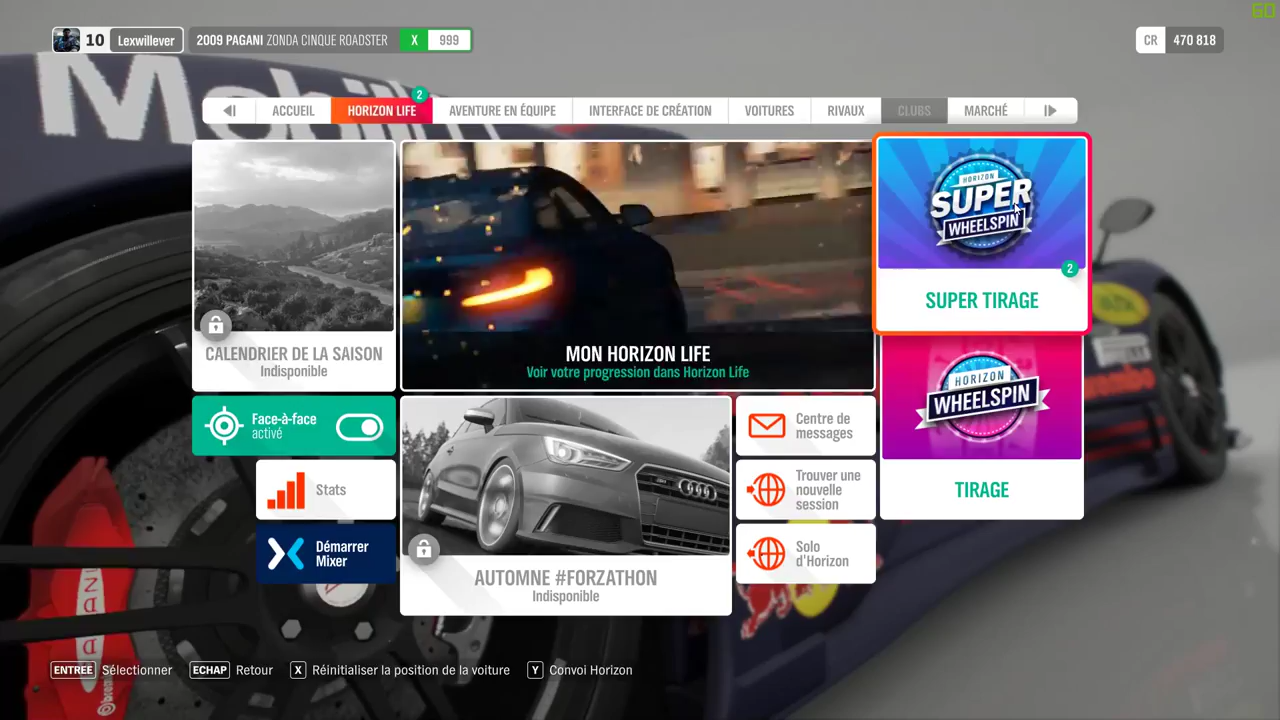 GO
10 Lexwillever
2009 PAGANI ZONDA CINQUE ROADSTER
X 999
CR 470 818
Mobil
2
ACCUEIL
HORIZON LIFE
AVENTURE EN ÉQUIPE
INTERFACE DE CRÉATION
VOITURES
RIVAUX
CLUBS
MARCHÉ
CALENDRIER DE LA SAISON
Indisponible
MON HORIZON LIFE
Voir votre progression dans Horizon Life
HORIZON
SUPER
WHEELSPIN
2
SUPER TIRAGE
HORIZON
WHEELSPIN
TIRAGE
Face-à-face
activé
Stats
Démarrer
Mixer
AUTOMNE #FORZATHON
Indisponible
Centre de
messages
Trouver une
nouvelle
session
Solo
d'Horizon
ENTREE Sélectionner
ECHAP Retour
X Réinitialiser la position de la voiture
Y Convoi Horizon